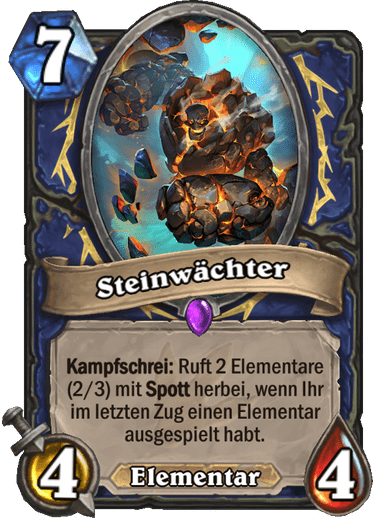 7
Steinwächter
Kampfschrei: Ruft 2 Elementare
(2/3) mit Spott herbei, wenn Ihr
im letzten Zug einen Elementar
ausgespielt habt.
4
Elementar
4